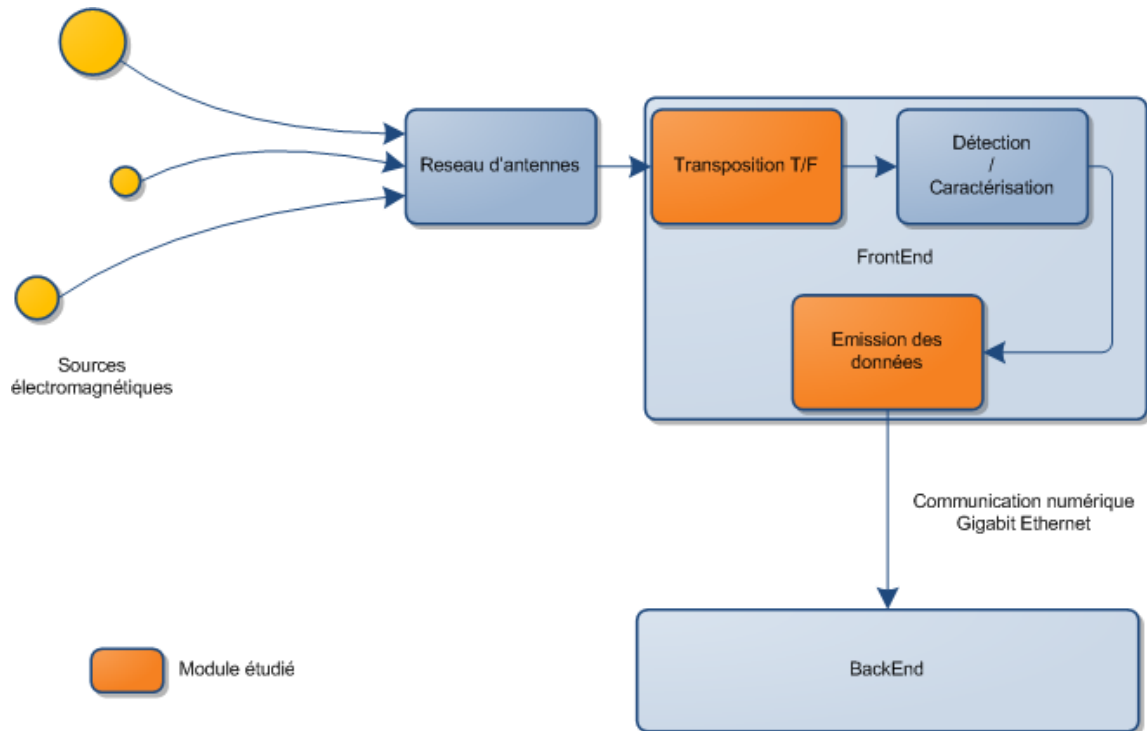 Reseau d'antennes
Transposition T/F
Détection
/
Caractérisation
FrontEnd
Emission des
données
Sources
électromagnétiques
Communication numérique
Gigabit Ethernet
Module étudié
BackEnd